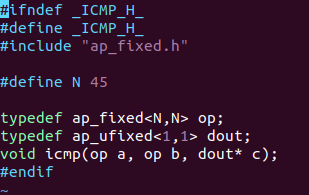 #ifndef _ICMP_H_
#define _ICMP_H_
#include "ap_fixed.h"

#define N 45

typedef ap_fixed<N,N> op;
typedef ap_ufixed<1,1> dout;
void icmp(op a, op b, dout* c);
#endif
~